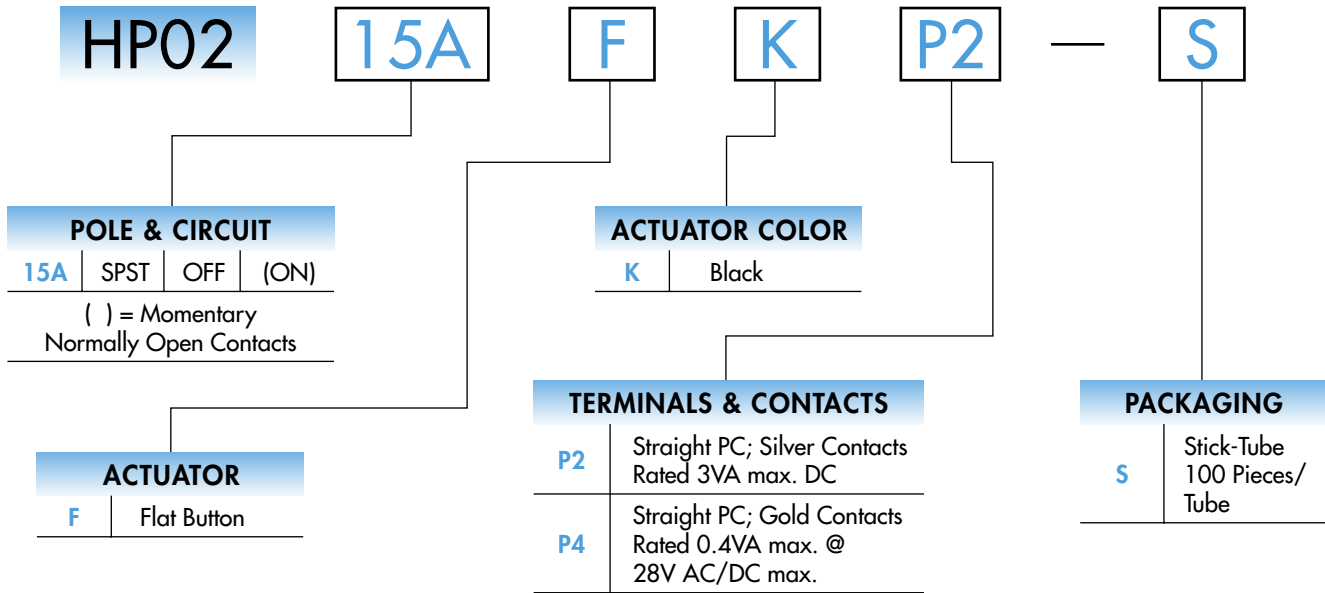 HP02 15A F K P2 — S
POLE & CIRCUIT
15A SPST OFF (ON)
( ) = Momentary
Normally Open Contacts
ACTUATOR
F Flat Button
ACTUATOR COLOR
K Black
TERMINALS & CONTACTS
P2 Straight PC; Silver Contacts
Rated 3VA max. DC
P4 Straight PC; Gold Contacts
Rated 0.4VA max. @
28V AC/DC max.
PACKAGING
S Stick-Tube
100 Pieces/
Tube